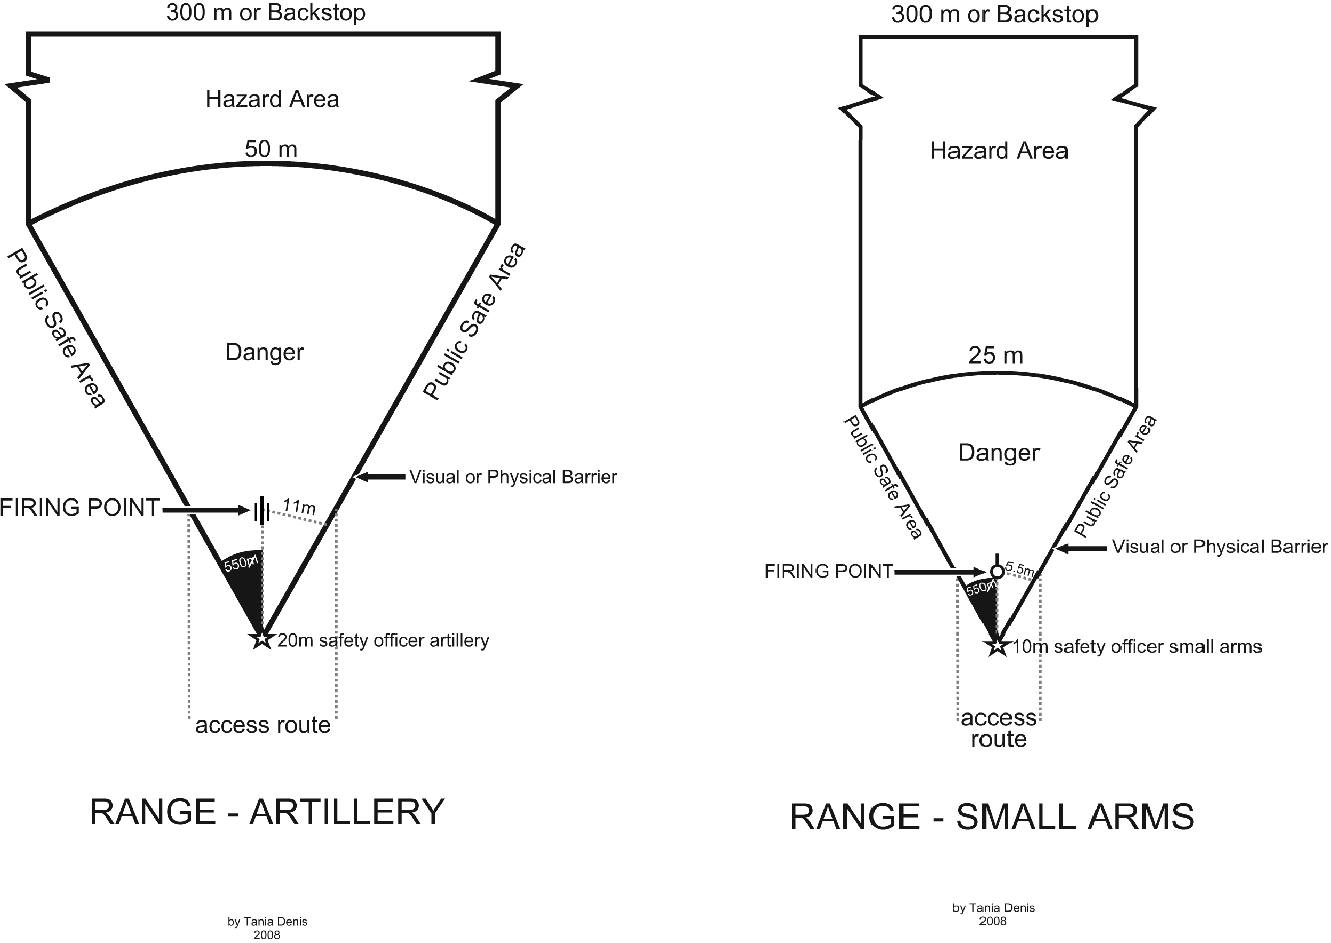 300 m or Backstop
Hazard Area
50 m
Public Safe Area
Public Safe Area
Danger
Visual or Physical Barrier
FIRING POINT
11m
550m
20m safety officer artillery
access route
RANGE - ARTILLERY
by Tania Denis
2008
300 m or Backstop
Hazard Area
25 m
Public Safe Area
Public Safe Area
Danger
Visual or Physical Barrier
FIRING POINT
5.5m
550m
10m safety officer small arms
access
route
RANGE - SMALL ARMS
by Tania Denis
2008